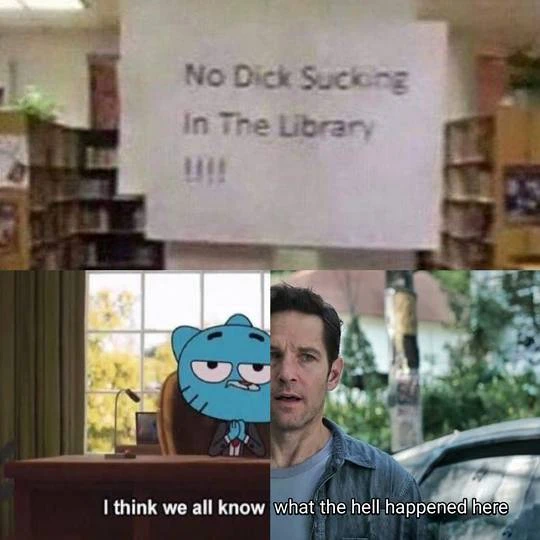 No Dick Sucking
In The Library
!!!!
I think we all know what the hell happened here